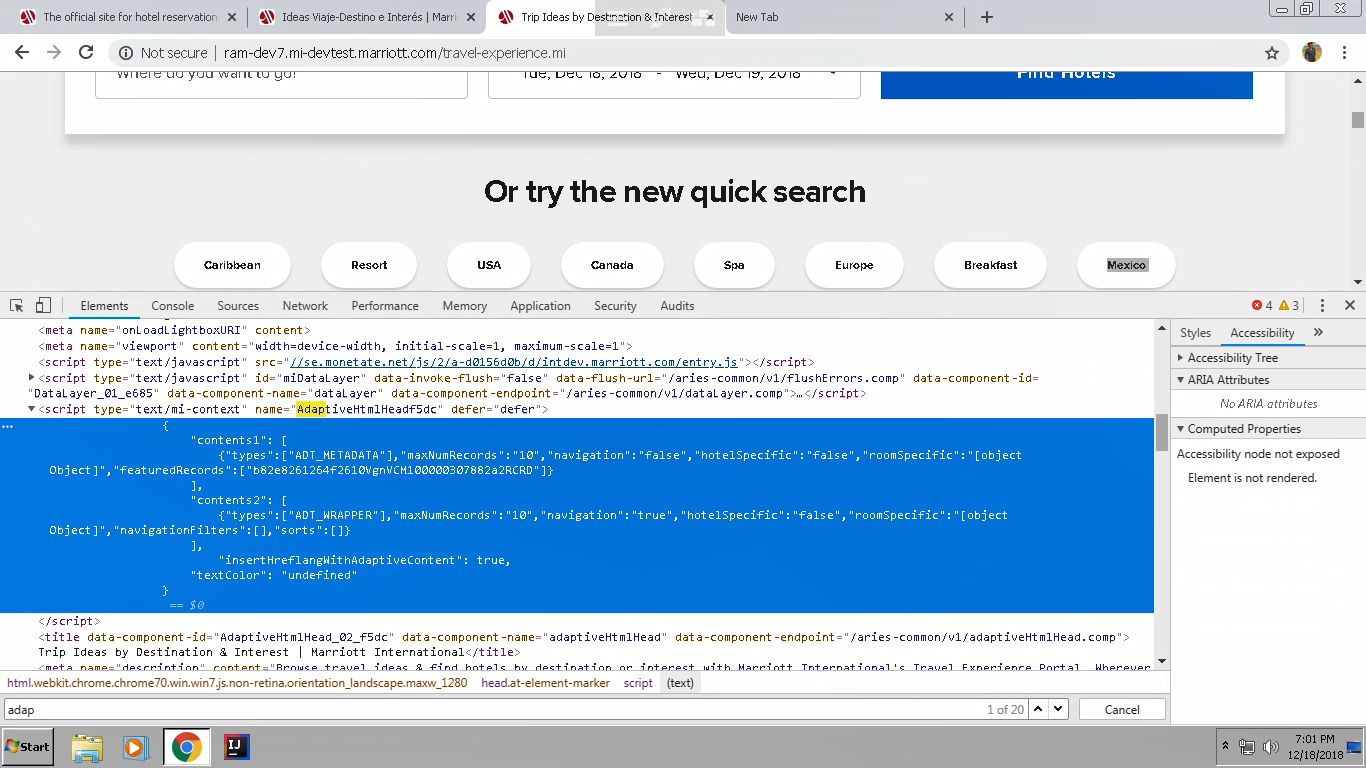 The official site for hotel reservation
Ideas Viaje-Destino e Interés | Marri
Trip Ideas by Destination & Interest
New Tab
Not secure | ram-dev7.mi-devtest.marriott.com/travel-experience.mi
Where do you want to go?
Tue, Dec 18, 2018 - Wed, Dec 19, 2018
Find Hotels
Or try the new quick search
Caribbean Resort USA Canada Spa Europe Breakfast Mexico
Elements Console Sources Network Performance Memory Application Security Audits 4 3
<meta name="onLoadLightboxURI" content>
<meta name="viewport" content="width=device-width, initial-scale=1, maximum-scale=1">
<script type="text/javascript" src="//se.monetate.net/js/2/a-d0156d0b/d/intdev.marriott.com/entry.js"></script>
<script type="text/javascript" id="miDataLayer" data-invoke-flush="false" data-flush-url="/aries-common/v1/flushErrors.comp" data-component-id=
"DataLayer_01_e685" data-component-name="dataLayer" data-component-endpoint="/aries-common/v1/dataLayer.comp">…</script>
<script type="text/mi-context" name="AdaptiveHtmlHeadf5dc" defer="defer">
{
"contents1": [
{"types":["ADT_METADATA"],"maxNumRecords":"10","navigation":"false","hotelSpecific":"false","roomSpecific":"[object
Object]","featuredRecords":["b82e8261264f2610VgnVCM100000307882a2RCRD"]}
],
"contents2": [
{"types":["ADT_WRAPPER"],"maxNumRecords":"10","navigation":"true","hotelSpecific":"false","roomSpecific":"[object
Object]","navigationFilters":[],"sorts":[]}
],
"insertHreflangWithAdaptiveContent": true,
"textColor": "undefined"
}
== $0
</script>
<title data-component-id="AdaptiveHtmlHead_02_f5dc" data-component-name="adaptiveHtmlHead" data-component-endpoint="/aries-common/v1/adaptiveHtmlHead.comp">
Trip Ideas by Destination & Interest | Marriott International</title>
<meta name="description" content="Browse travel ideas & find hotels by destination or interest with Marriott International's Travel Experience Portal. Wherever
html.webkit.chrome.chrome70.win.win7.js.non-retina.orientation_landscape.maxw_1280 head.at-element-marker script (text)
adap 1 of 20 Cancel
Styles Accessibility
Accessibility Tree
ARIA Attributes
No ARIA attributes
Computed Properties
Accessibility node not exposed
Element is not rendered.
Start
IJ
7:01 PM
12/18/2018